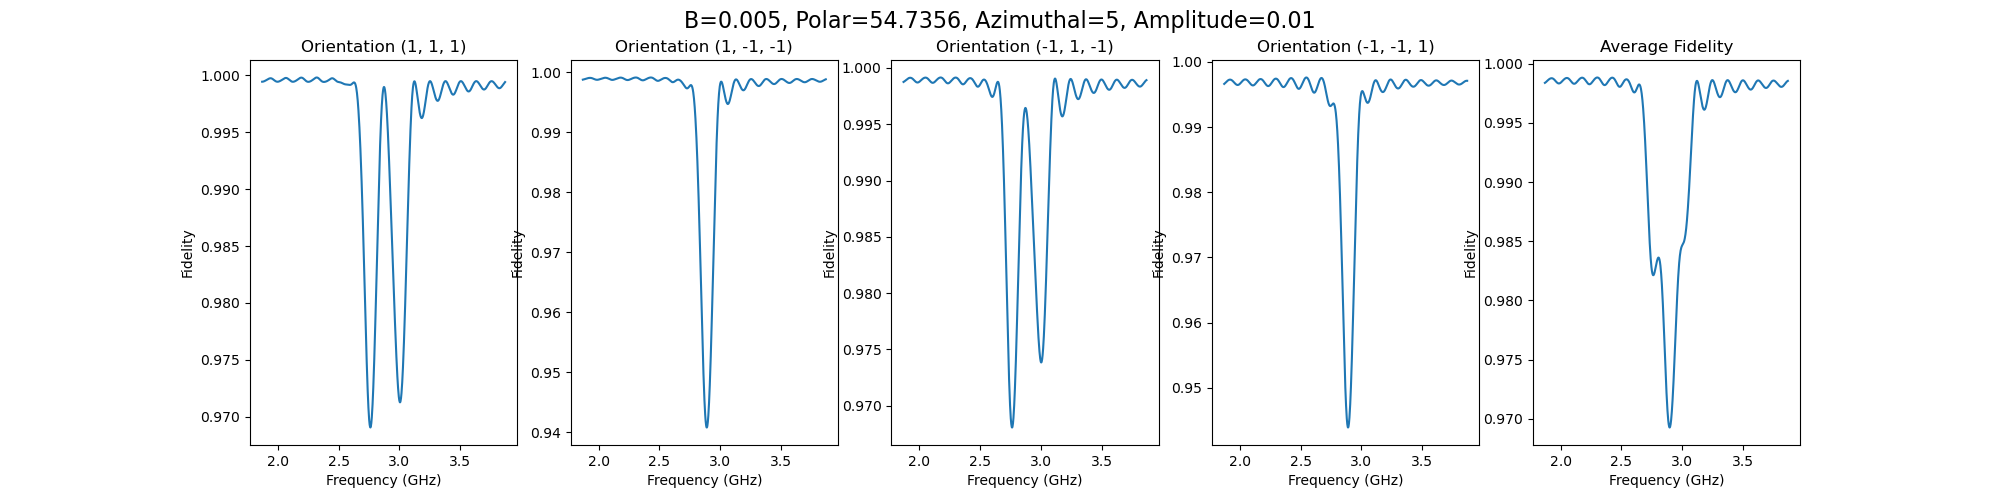 B=0.005, Polar=54.7356, Azimuthal=5, Amplitude=0.01
Orientation (1, 1, 1)
1.000
0.995
0.990
0.985
0.980
0.975
0.970
Fidelity
2.0 2.5 3.0 3.5
Frequency (GHz)
Orientation (1, -1, -1)
1.00
0.99
0.98
0.97
0.96
0.95
0.94
Fidelity
2.0 2.5 3.0 3.5
Frequency (GHz)
Orientation (-1, 1, -1)
1.000
0.995
0.990
0.985
0.980
0.975
0.970
Fidelity
2.0 2.5 3.0 3.5
Frequency (GHz)
Orientation (-1, -1, 1)
1.00
0.99
0.98
0.97
0.96
0.95
Fidelity
2.0 2.5 3.0 3.5
Frequency (GHz)
Average Fidelity
1.000
0.995
0.990
0.985
0.980
0.975
0.970
Fidelity
2.0 2.5 3.0 3.5
Frequency (GHz)